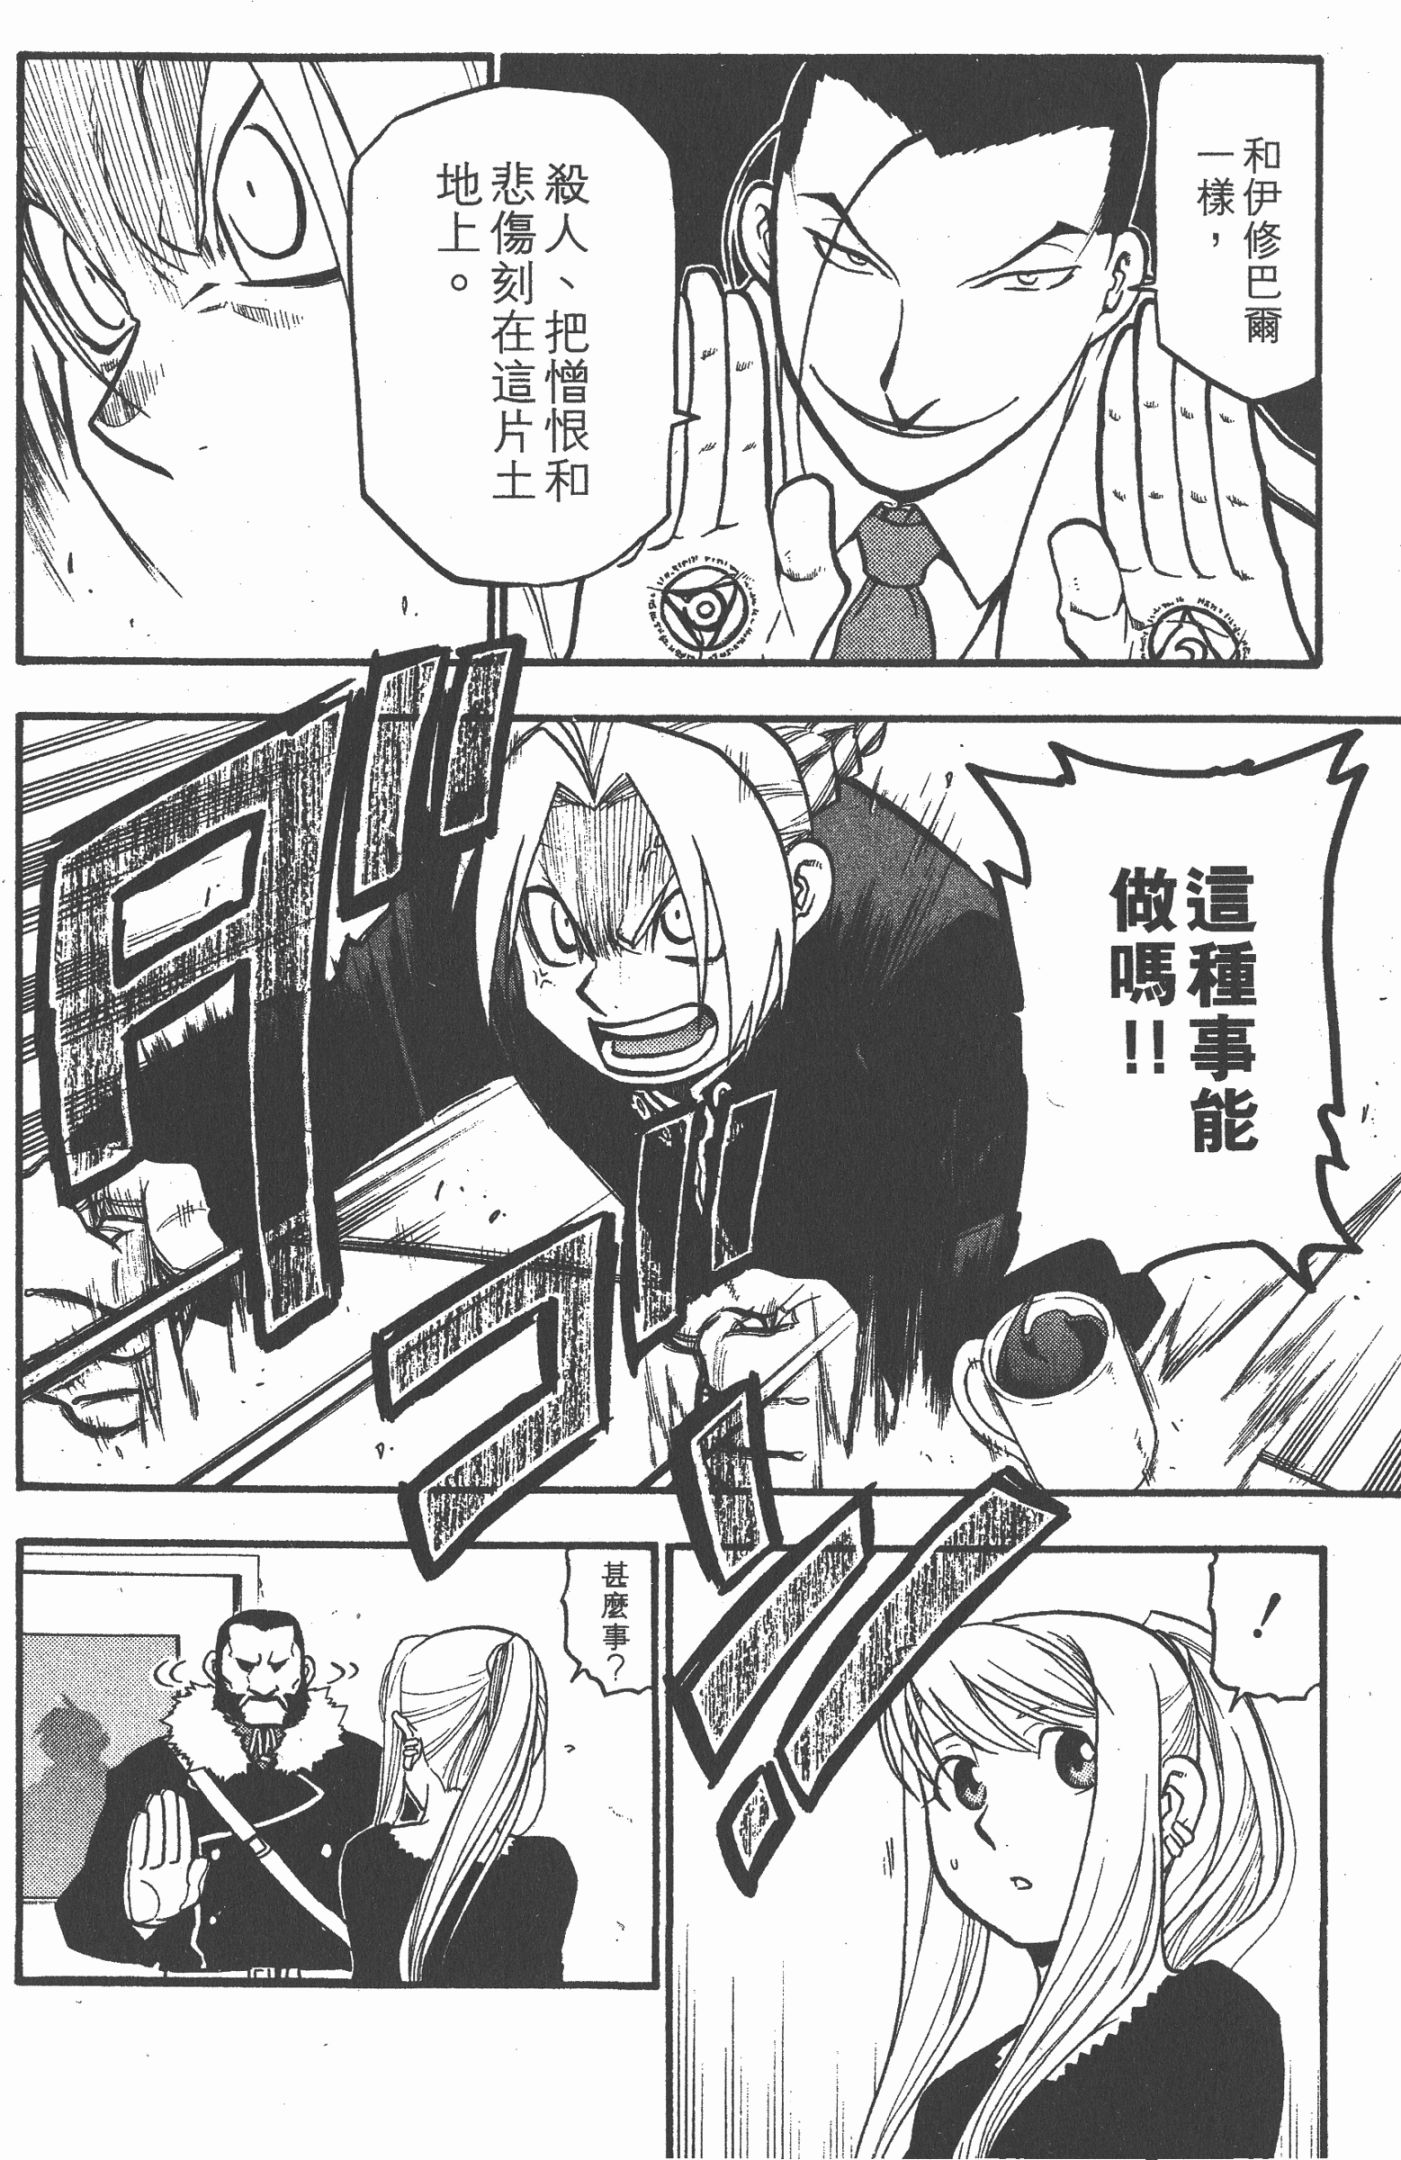 和伊修巴爾
一樣，
殺人、把憎恨和
悲傷刻在這片土
地上。
這種事能
做嗎!!
ダン!!
!
甚麼事?